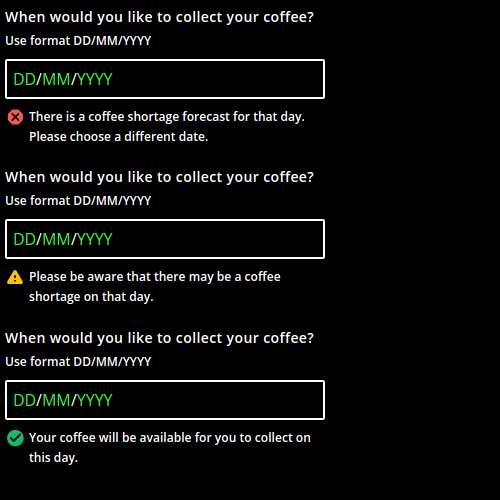 When would you like to collect your coffee?
Use format DD/MM/YYYY
DD/MM/YYYY
There is a coffee shortage forecast for that day.
Please choose a different date.
When would you like to collect your coffee?
Use format DD/MM/YYYY
DD/MM/YYYY
Please be aware that there may be a coffee
shortage on that day.
When would you like to collect your coffee?
Use format DD/MM/YYYY
DD/MM/YYYY
Your coffee will be available for you to collect on
this day.